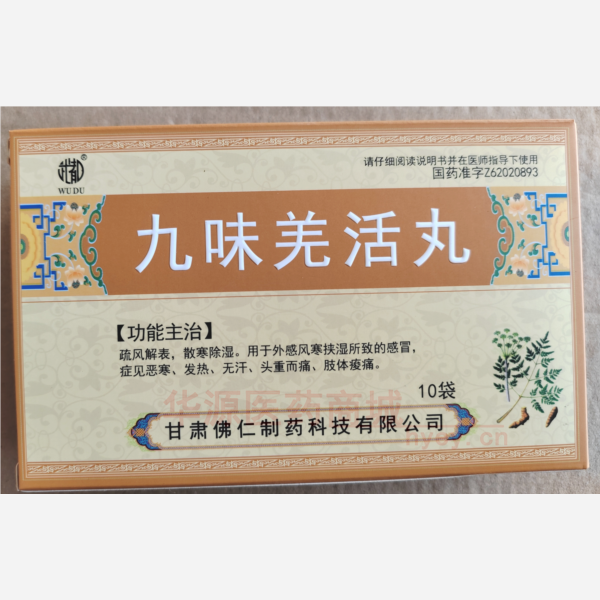 WU DU
请仔细阅读说明书并在医师指导下使用
国药准字Z62020893
九味羌活丸
【功能主治】
疏风解表，散寒除湿。用于外感风寒挟湿所致的感冒，
症见恶寒、发热、无汗、头重而痛、肢体痠痛。
10袋
华源医药商城
甘肃佛仁制药科技有限公司